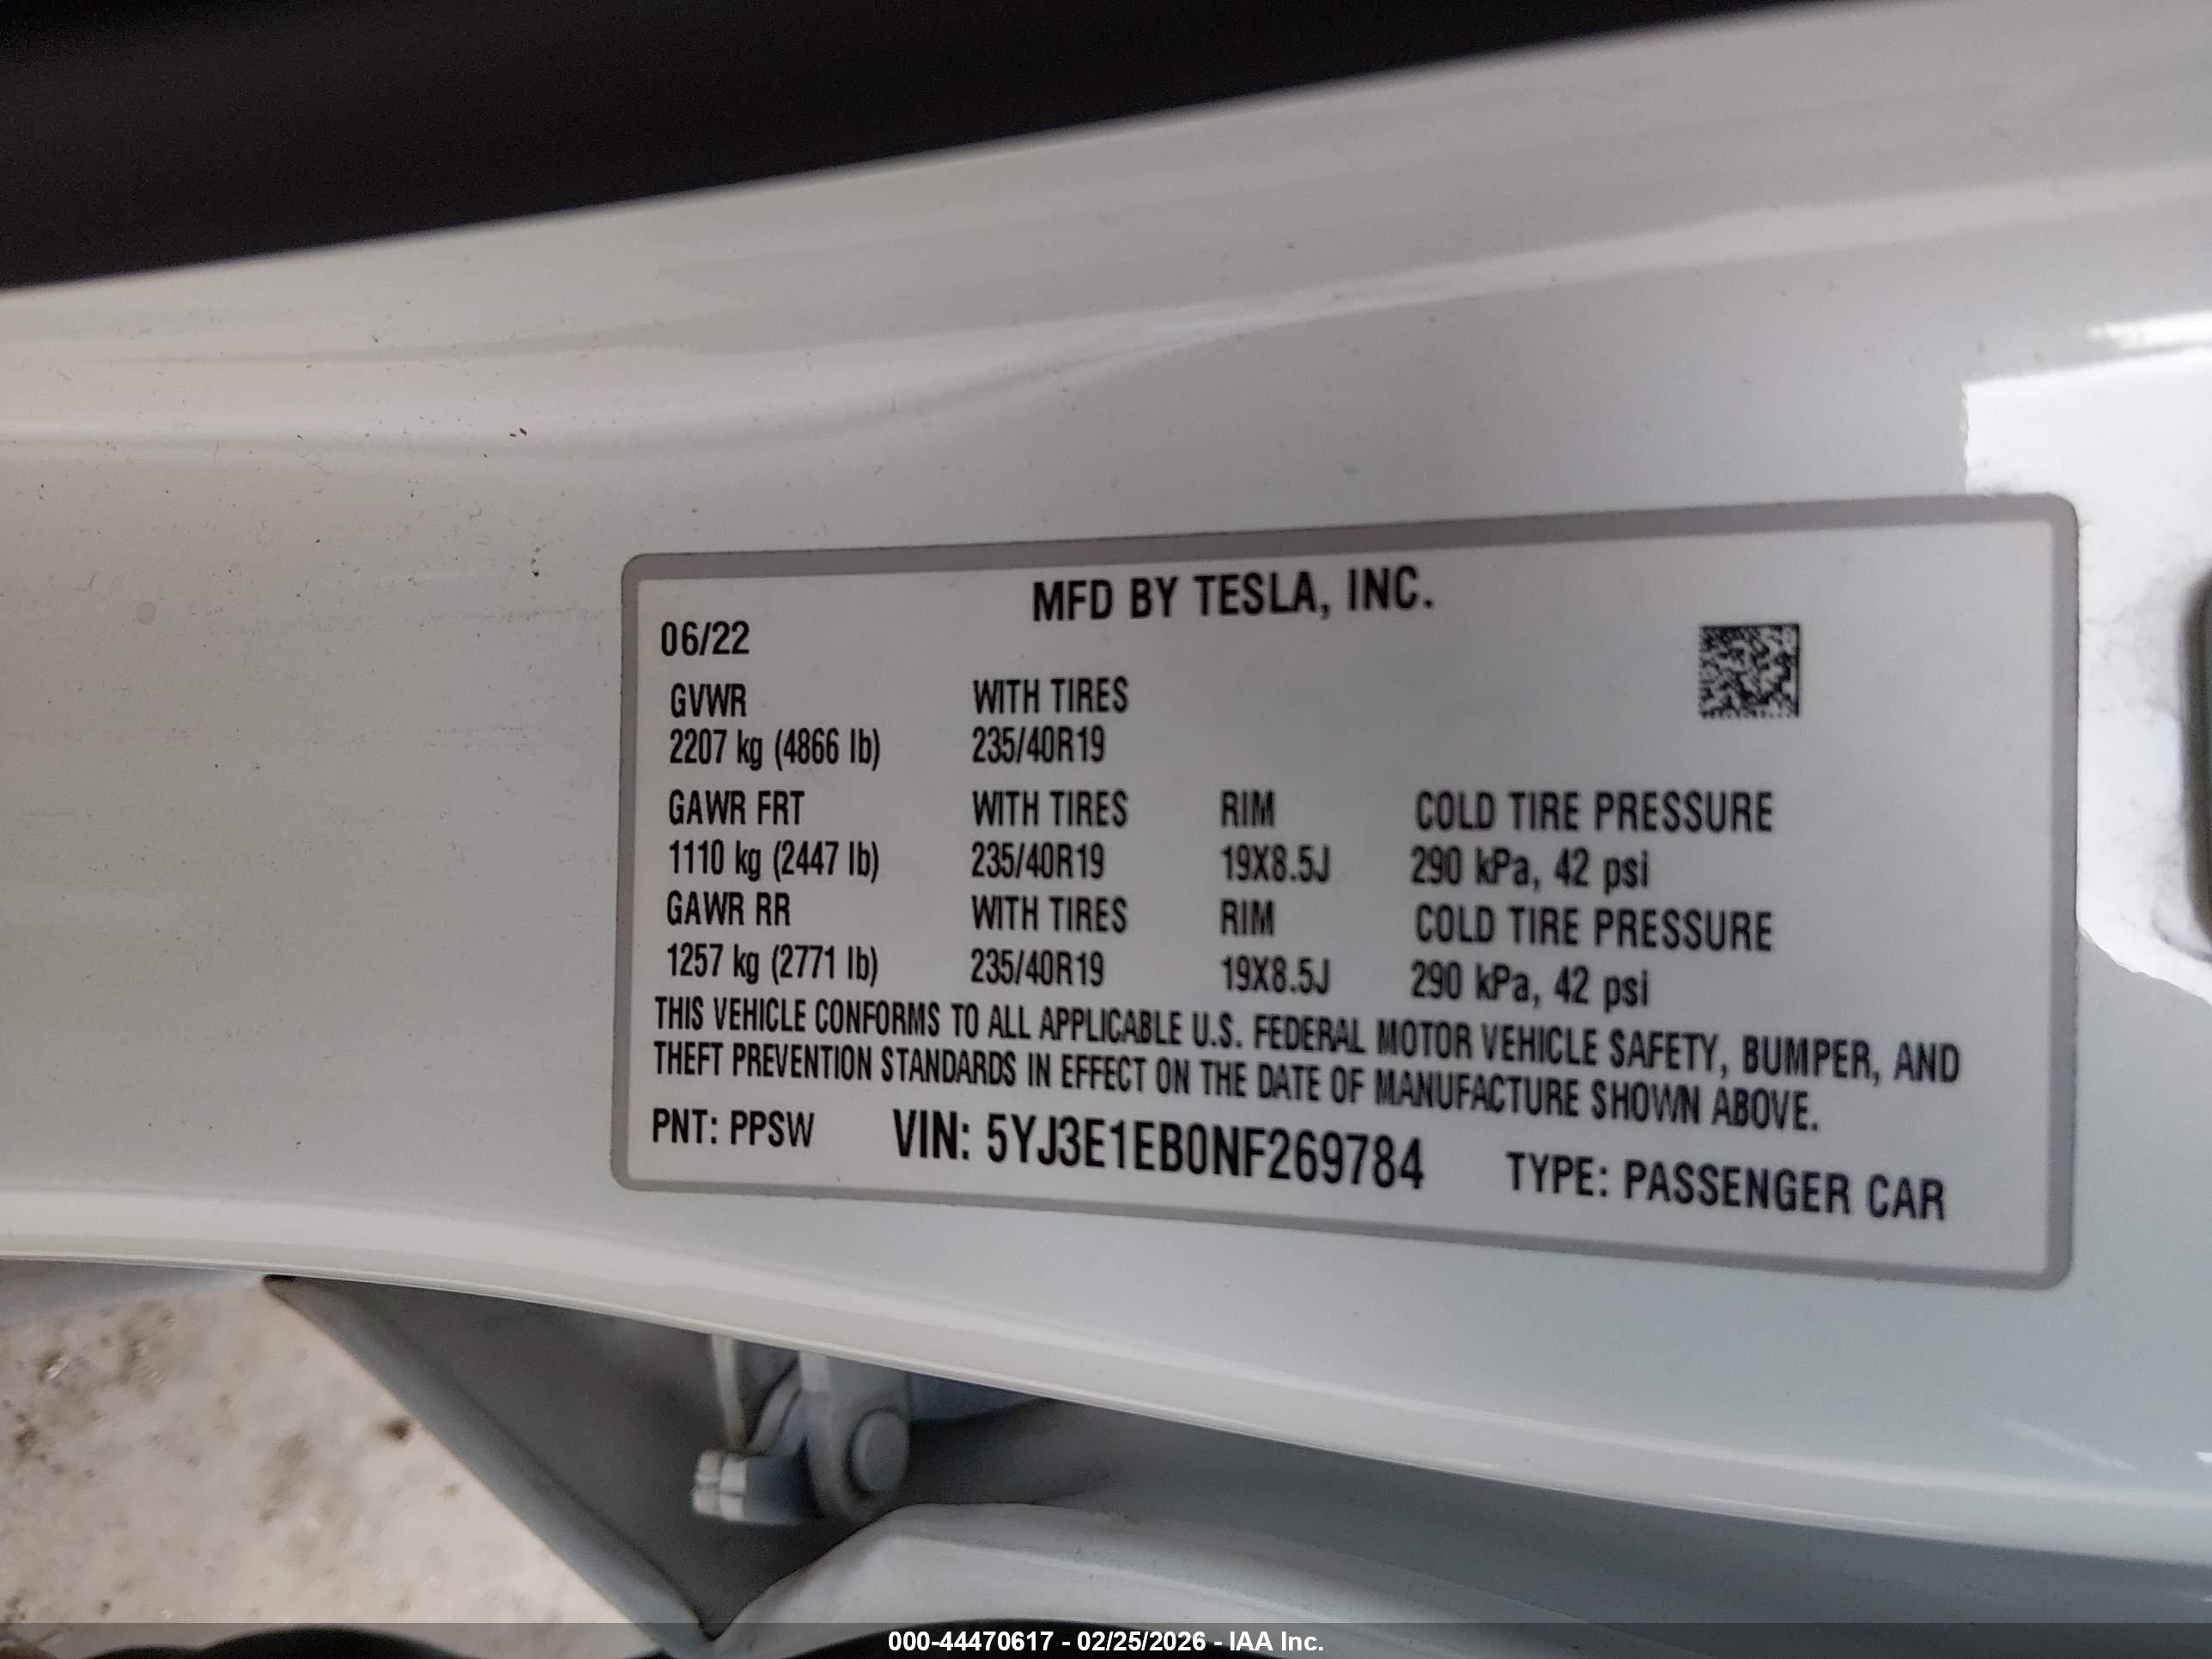 MFD BY TESLA, INC.
06/22
GVWR WITH TIRES
2207 kg (4866 lb) 235/40R19
GAWR FRT WITH TIRES RIM COLD TIRE PRESSURE
1110 kg (2447 lb) 235/40R19 19X8.5J 290 kPa, 42 psi
GAWR RR WITH TIRES RIM COLD TIRE PRESSURE
1257 kg (2771 lb) 235/40R19 19X8.5J 290 kPa, 42 psi
THIS VEHICLE CONFORMS TO ALL APPLICABLE U.S. FEDERAL MOTOR VEHICLE SAFETY, BUMPER, AND
THEFT PREVENTION STANDARDS IN EFFECT ON THE DATE OF MANUFACTURE SHOWN ABOVE.
PNT: PPSW VIN: 5YJ3E1EB0NF269784 TYPE: PASSENGER CAR
000-44470617 - 02/25/2026 - IAA Inc.